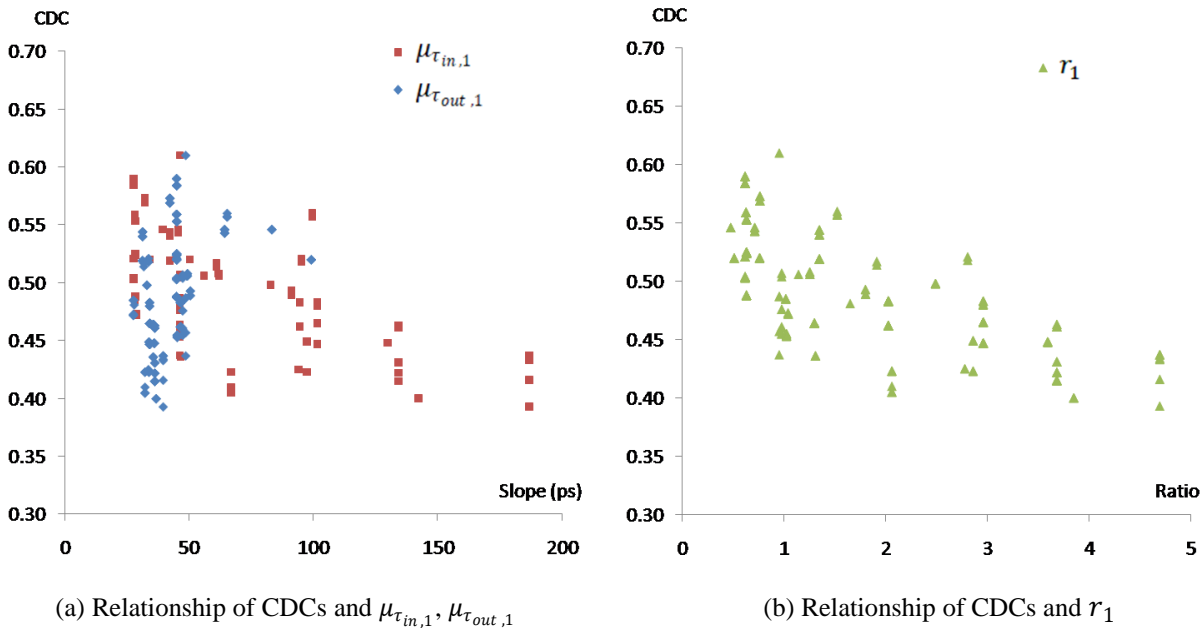 CDC
0.70
0.65
0.60
0.55
0.50
0.45
0.40
0.35
0.30
0 50 100 150 200
Slope (ps)
μτin,1
μτout,1
(a) Relationship of CDCs and μτin,1, μτout,1
CDC
0.70
0.65
0.60
0.55
0.50
0.45
0.40
0.35
0.30
0 1 2 3 4 5
Ratio
r1
(b) Relationship of CDCs and r1